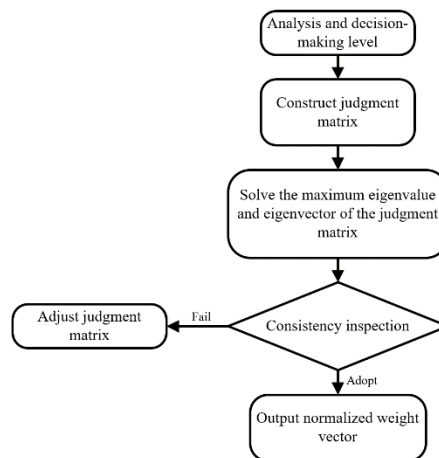 Analysis and decision-
making level
Construct judgment
matrix
Solve the maximum eigenvalue
and eigenvector of the judgment
matrix
Consistency inspection
Fail
Adjust judgment
matrix
Adopt
Output normalized weight
vector